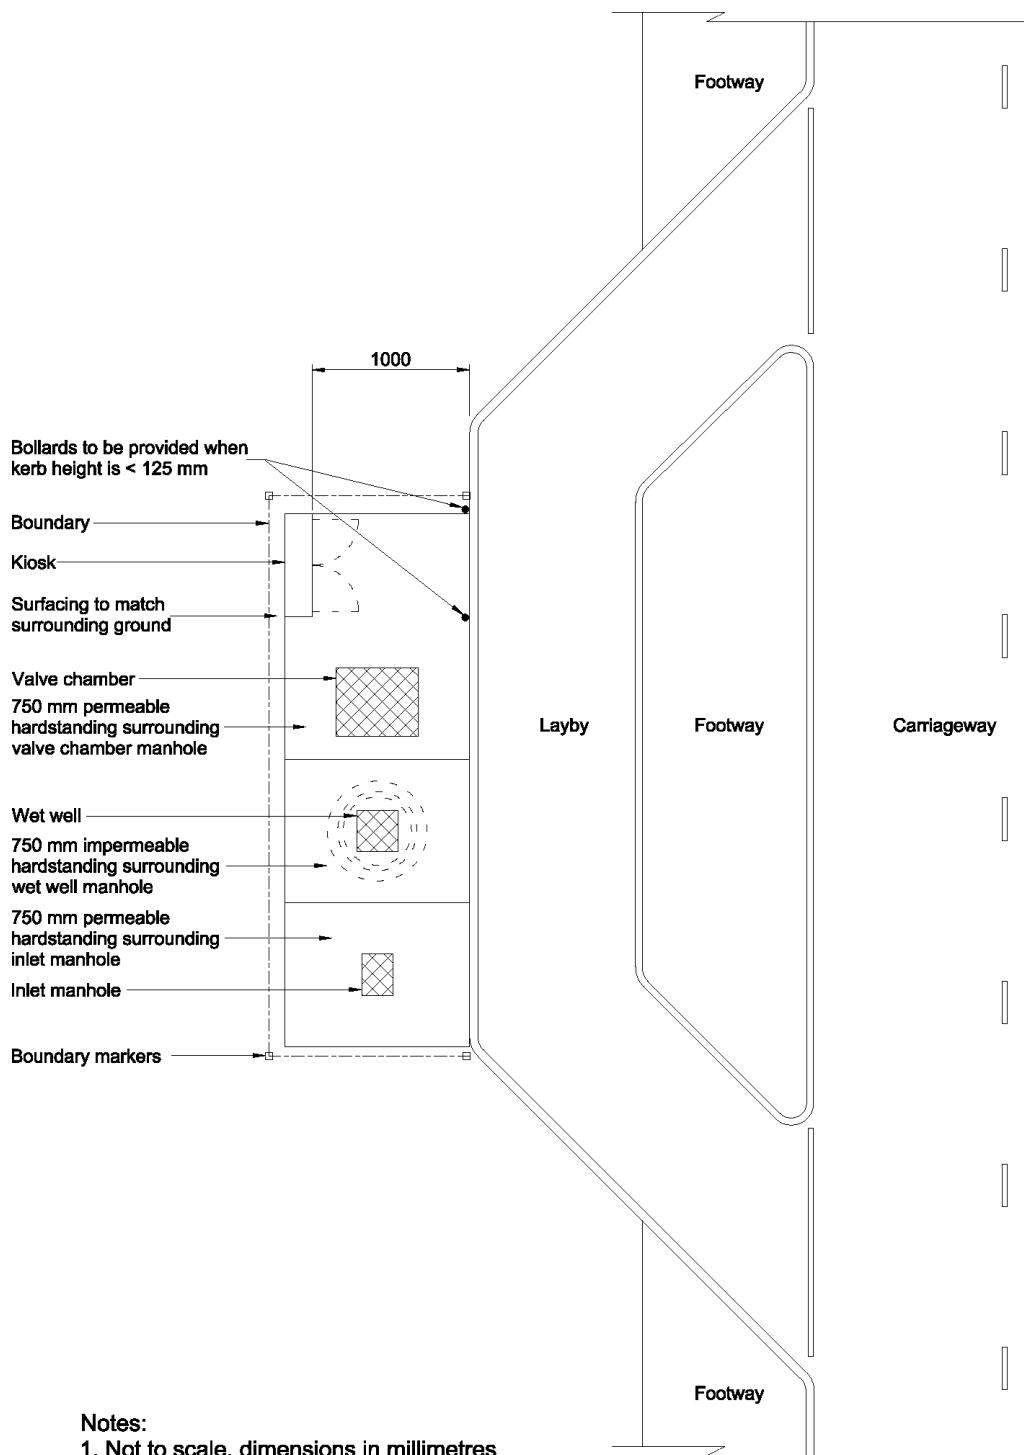 Footway
1000
Bollards to be provided when
kerb height is < 125 mm
Boundary
Kiosk
Surfacing to match
surrounding ground
Valve chamber
750 mm permeable
hardstanding surrounding
valve chamber manhole
Layby
Footway
Carriageway
Wet well
750 mm impermeable
hardstanding surrounding
wet well manhole
750 mm permeable
hardstanding surrounding
inlet manhole
Inlet manhole
Boundary markers
Footway
Notes:
1. Not to scale, dimensions in millimetres